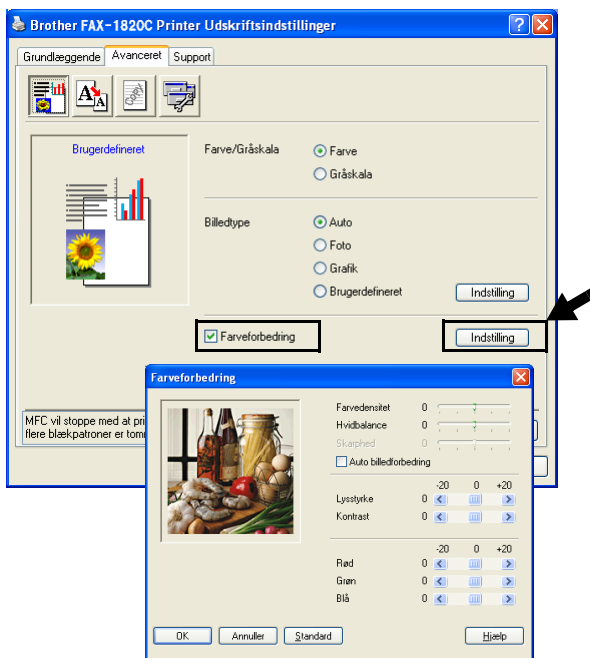 Brother FAX-1820C Printer Udskriftsindstillinger
Grundlæggende Avanceret Support
Brugerdefineret
Farve/Gråskala
Farve
Gråskala
Billedtype
Auto
Foto
Grafik
Brugerdefineret
Indstilling
Farveforbedring
Indstilling
MFC vil stoppe med at
flere blækpatroner er
Farveforbedring
Farvedensitet 0
Hvidbalance 0
Skarphed 0
Auto billedforbedring
-20 0 +20
Lysstyrke 0
Kontrast 0
-20 0 +20
Rød 0
Grøn 0
Blå 0
OK Annuller Standard Hjælp